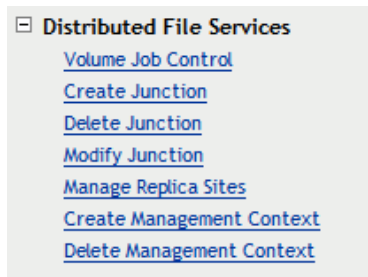 Distributed File Services
Volume Job Control
Create Junction
Delete Junction
Modify Junction
Manage Replica Sites
Create Management Context
Delete Management Context